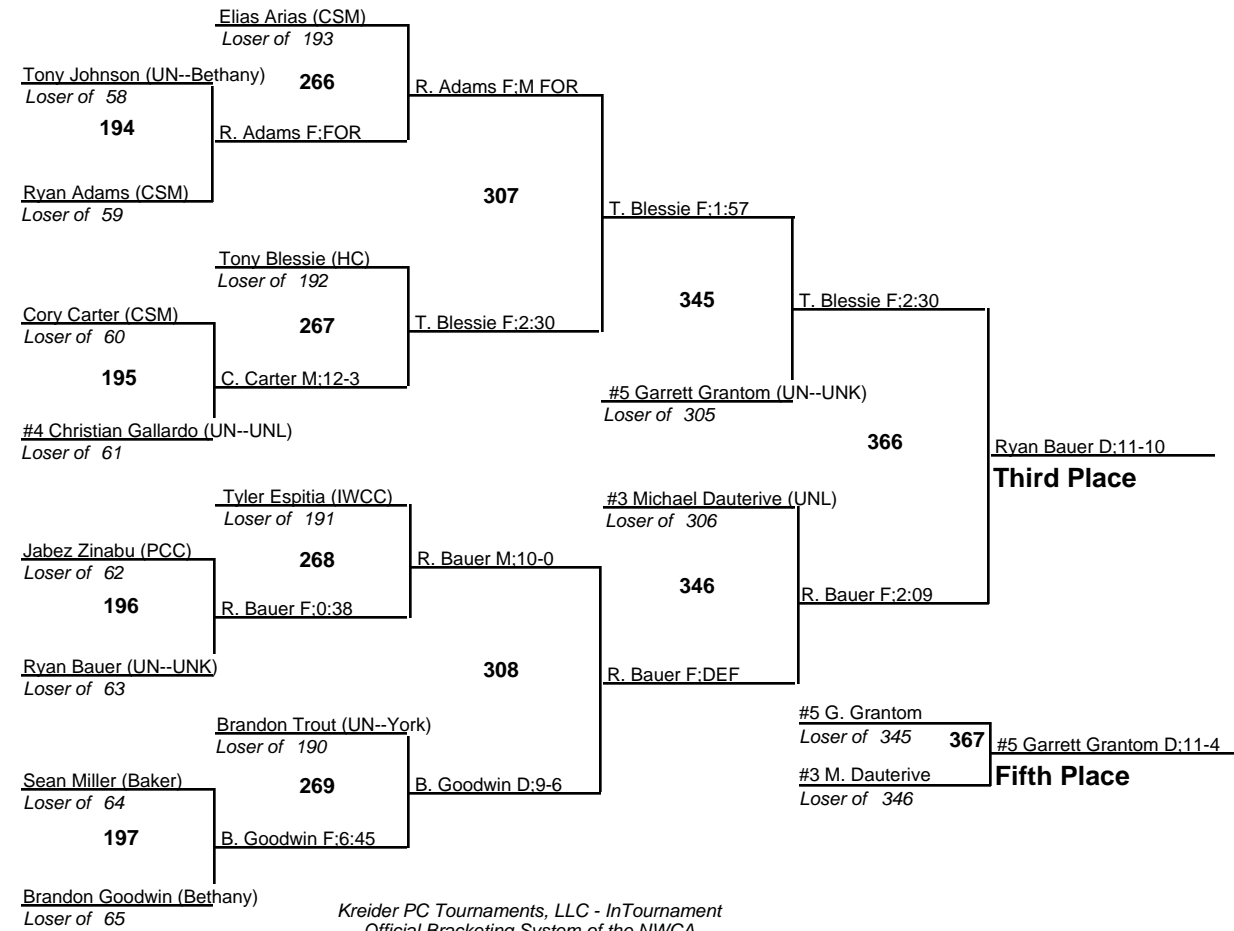 Elias Arias (CSM)
Loser of 193
Tony Johnson (UN--Bethany)
Loser of 58
266
R. Adams F;M FOR
194
R. Adams F;FOR
Ryan Adams (CSM)
Loser of 59
307
T. Blessie F;1:57
Tony Blessie (HC)
Loser of 192
Cory Carter (CSM)
Loser of 60
267
T. Blessie F;2:30
345
T. Blessie F;2:30
195
C. Carter M;12-3
#5 Garrett Grantom (UN--UNK)
Loser of 305
#4 Christian Gallardo (UN--UNL)
Loser of 61
366
Ryan Bauer D;11-10
Third Place
Tyler Espitia (IWCC)
Loser of 191
#3 Michael Dauterive (UNL)
Loser of 306
Jabez Zinabu (PCC)
Loser of 62
268
R. Bauer M;10-0
346
196
R. Bauer F;0:38
R. Bauer F;2:09
Ryan Bauer (UN--UNK)
Loser of 63
308
R. Bauer F;DEF
Brandon Trout (UN--York)
Loser of 190
#5 G. Grantom
Loser of 345
367
#5 Garrett Grantom D;11-4
Fifth Place
#3 M. Dauterive
Loser of 346
Sean Miller (Baker)
Loser of 64
269
B. Goodwin D;9-6
197
B. Goodwin F;6:45
Brandon Goodwin (Bethany)
Loser of 65
Kreider PC Tournaments, LLC - InTournament
Official Bracketing System of the NWCA